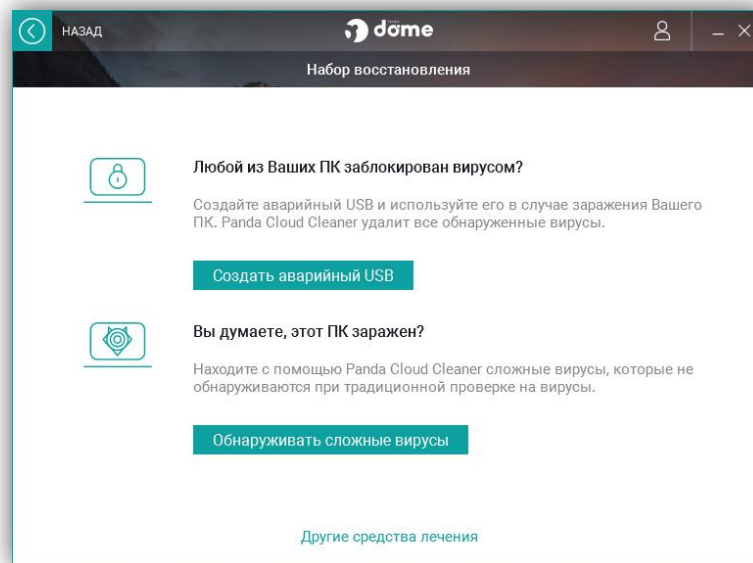 НАЗАД
dome
Набор восстановления
Любой из Ваших ПК заблокирован вирусом?
Создайте аварийный USB и используйте его в случае заражения Вашего
ПК. Panda Cloud Cleaner удалит все обнаруженные вирусы.
Создать аварийный USB
Вы думаете, этот ПК заражен?
Находите с помощью Panda Cloud Cleaner сложные вирусы, которые не
обнаруживаются при традиционной проверке на вирусы.
Обнаруживать сложные вирусы
Другие средства лечения